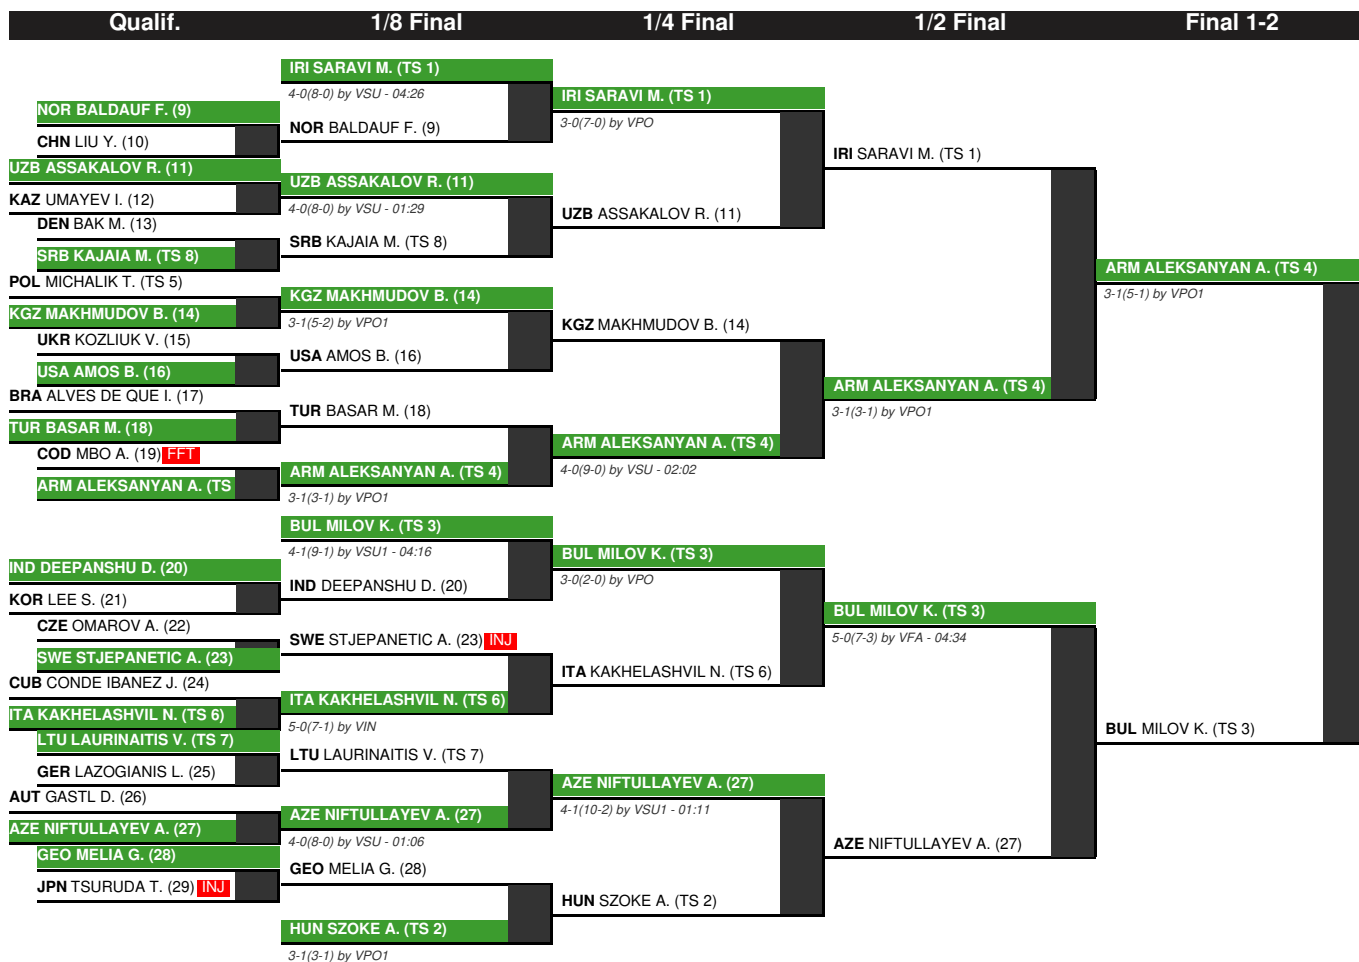 Qualif.
1/8 Final
1/4 Final
1/2 Final
Final 1-2
NOR BALDAUF F. (9)
CHN LIU Y. (10)
UZB ASSAKALOV R. (11)
KAZ UMAYEV I. (12)
DEN BAK M. (13)
SRB KAJAIA M. (TS 8)
POL MICHALIK T. (TS 5)
KGZ MAKHMUDOV B. (14)
UKR KOZLIUK V. (15)
USA AMOS B. (16)
BRA ALVES DE QUE I. (17)
TUR BASAR M. (18)
COD MBO A. (19) FFT
ARM ALEKSANYAN A. (TS
IND DEEPANSHU D. (20)
KOR LEE S. (21)
CZE OMAROV A. (22)
SWE STJEPANETIC A. (23)
CUB CONDE IBANEZ J. (24)
ITA KAKHELASHVIL N. (TS 6)
LTU LAURINAITIS V. (TS 7)
GER LAZOGIANIS L. (25)
AUT GASTL D. (26)
AZE NIFTULLAYEV A. (27)
GEO MELIA G. (28)
JPN TSURUDA T. (29) INJ
IRI SARAVI M. (TS 1)
4-0(8-0) by VSU - 04:26
NOR BALDAUF F. (9)
UZB ASSAKALOV R. (11)
4-0(8-0) by VSU - 01:29
SRB KAJAIA M. (TS 8)
KGZ MAKHMUDOV B. (14)
3-1(5-2) by VPO1
USA AMOS B. (16)
TUR BASAR M. (18)
ARM ALEKSANYAN A. (TS 4)
3-1(3-1) by VPO1
BUL MILOV K. (TS 3)
4-1(9-1) by VSU1 - 04:16
IND DEEPANSHU D. (20)
SWE STJEPANETIC A. (23) INJ
ITA KAKHELASHVIL N. (TS 6)
5-0(7-1) by VIN
LTU LAURINAITIS V. (TS 7)
AZE NIFTULLAYEV A. (27)
4-0(8-0) by VSU - 01:06
GEO MELIA G. (28)
HUN SZOKE A. (TS 2)
3-1(3-1) by VPO1
IRI SARAVI M. (TS 1)
3-0(7-0) by VPO
UZB ASSAKALOV R. (11)
KGZ MAKHMUDOV B. (14)
ARM ALEKSANYAN A. (TS 4)
4-0(9-0) by VSU - 02:02
BUL MILOV K. (TS 3)
3-0(2-0) by VPO
ITA KAKHELASHVIL N. (TS 6)
AZE NIFTULLAYEV A. (27)
4-1(10-2) by VSU1 - 01:11
HUN SZOKE A. (TS 2)
IRI SARAVI M. (TS 1)
ARM ALEKSANYAN A. (TS 4)
3-1(3-1) by VPO1
BUL MILOV K. (TS 3)
5-0(7-3) by VFA - 04:34
AZE NIFTULLAYEV A. (27)
ARM ALEKSANYAN A. (TS 4)
3-1(5-1) by VPO1
BUL MILOV K. (TS 3)